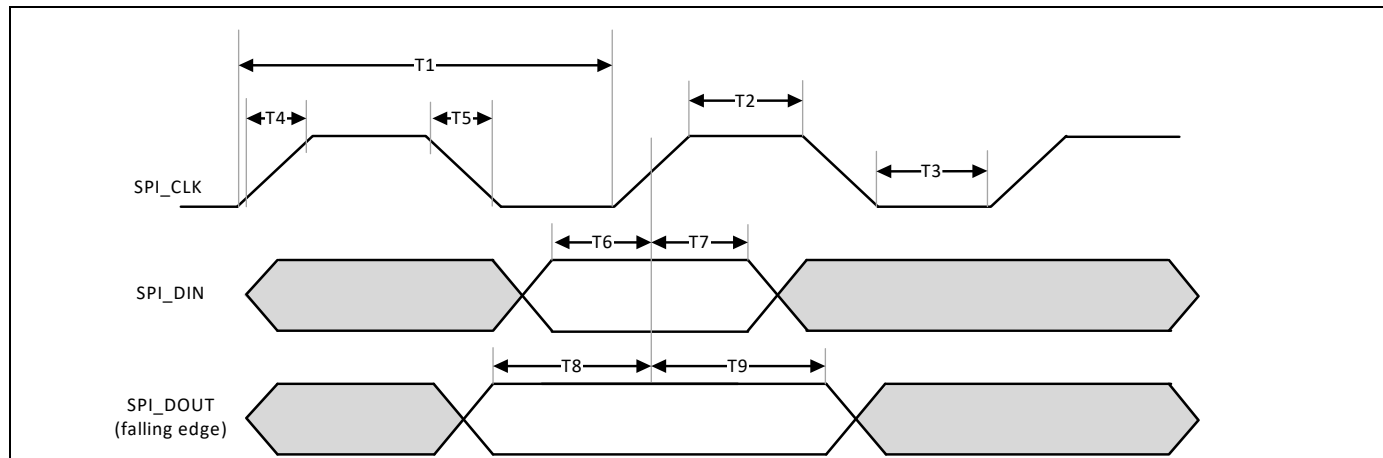 T1
T2
T4
T5
T3
SPI_CLK
T6
T7
SPI_DIN
T8
T9
SPI_DOUT
(falling edge)